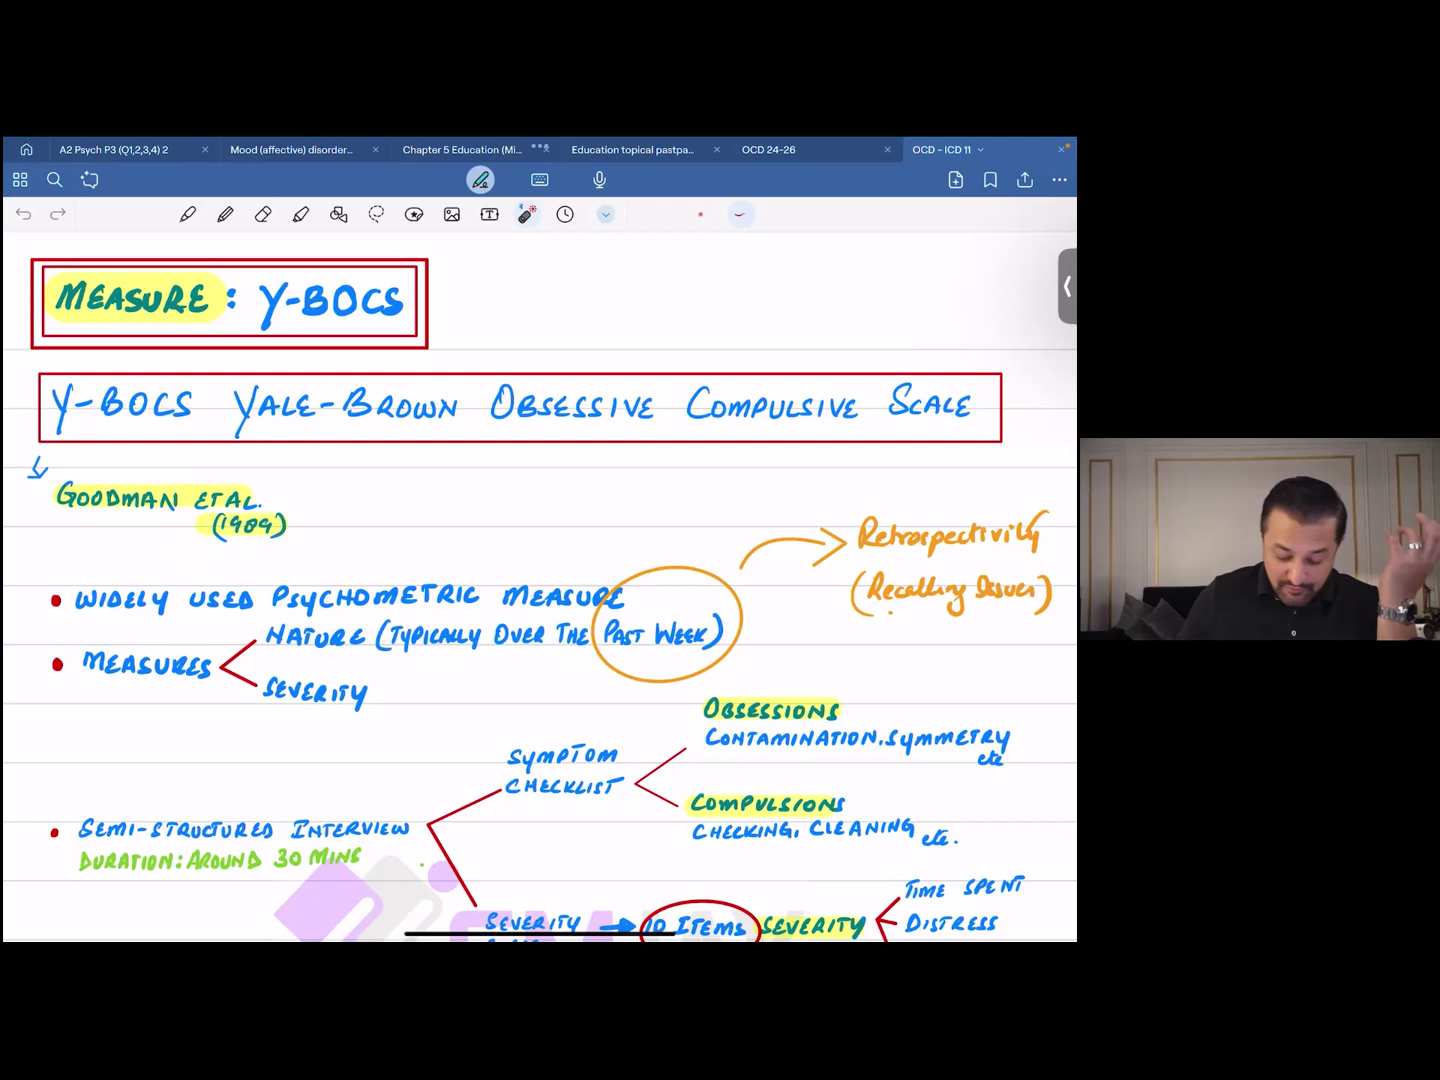 A2 Psych P3 (Q1,2,3,4) 2
Mood (affective) disorder...
Chapter 5 Education (Mi...
Education topical pastpa...
OCD 24-26
OCD - ICD 11
MEASURE: Y-BOCS
Y-BOCS YALE-BROWN OBSESSIVE COMPULSIVE SCALE
GOODMAN ET AL.
(1989)
Retrospectivity
(Recalling Issues)
• WIDELY USED PSYCHOMETRIC MEASURE
NATURE (TYPICALLY OVER THE PAST WEEK)
• MEASURES
SEVERITY
OBSESSIONS
CONTAMINATION, SYMMETRY
etc
SYMPTOM
CHECKLIST
COMPULSIONS
CHECKING, CLEANING
etc.
• SEMI-STRUCTURED INTERVIEW
DURATION: AROUND 30 MINS
TIME SPENT
SEVERITY → 10 ITEMS SEVERITY
DISTRESS